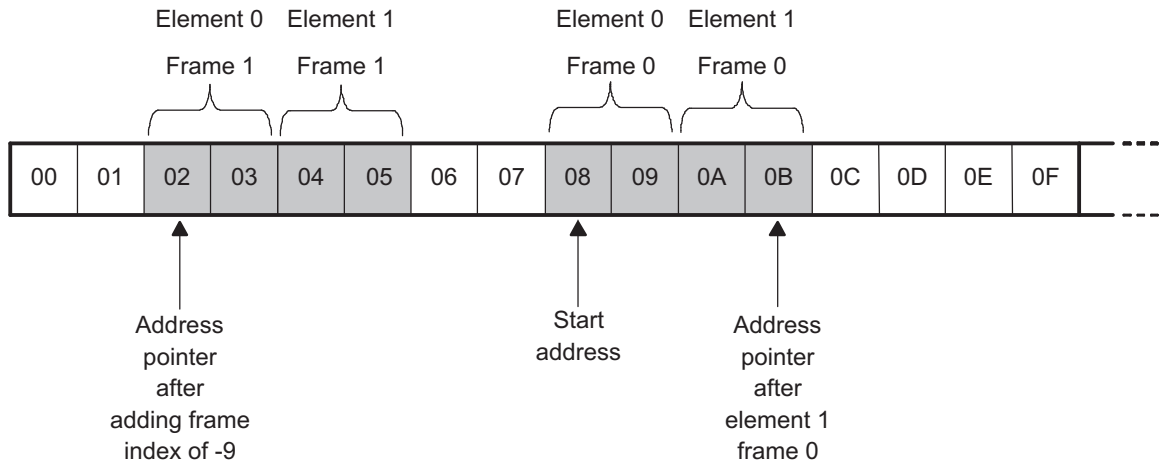 Element 0 Element 1 Element 0 Element 1
Frame 1 Frame 1 Frame 0 Frame 0
00 01 02 03 04 05 06 07 08 09 0A 0B 0C 0D 0E 0F
Address
pointer
after
adding frame
index of -9
Start
address
Address
pointer
after
element 1
frame 0